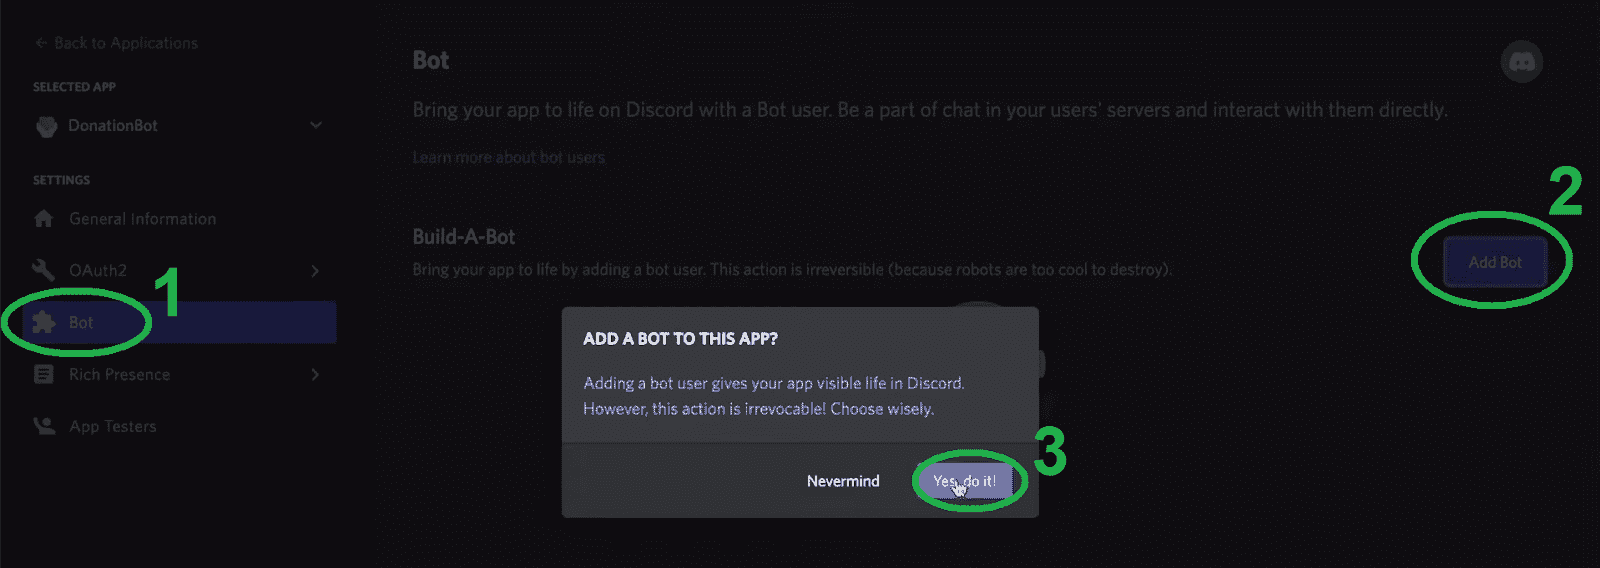 ← Back to Applications
SELECTED APP
DonationBot
SETTINGS
General Information
OAuth2
1
Bot
Rich Presence
App Testers
Bot
Bring your app to life on Discord with a Bot user. Be a part of chat in your users' servers and interact with them directly.
Learn more about bot users
2
Build-A-Bot
Bring your app to life by adding a bot user. This action is irreversible (because robots are too cool to destroy).
Add Bot
ADD A BOT TO THIS APP?
Adding a bot user gives your app visible life in Discord.
However, this action is irrevocable! Choose wisely.
3
Nevermind
Yes, do it!